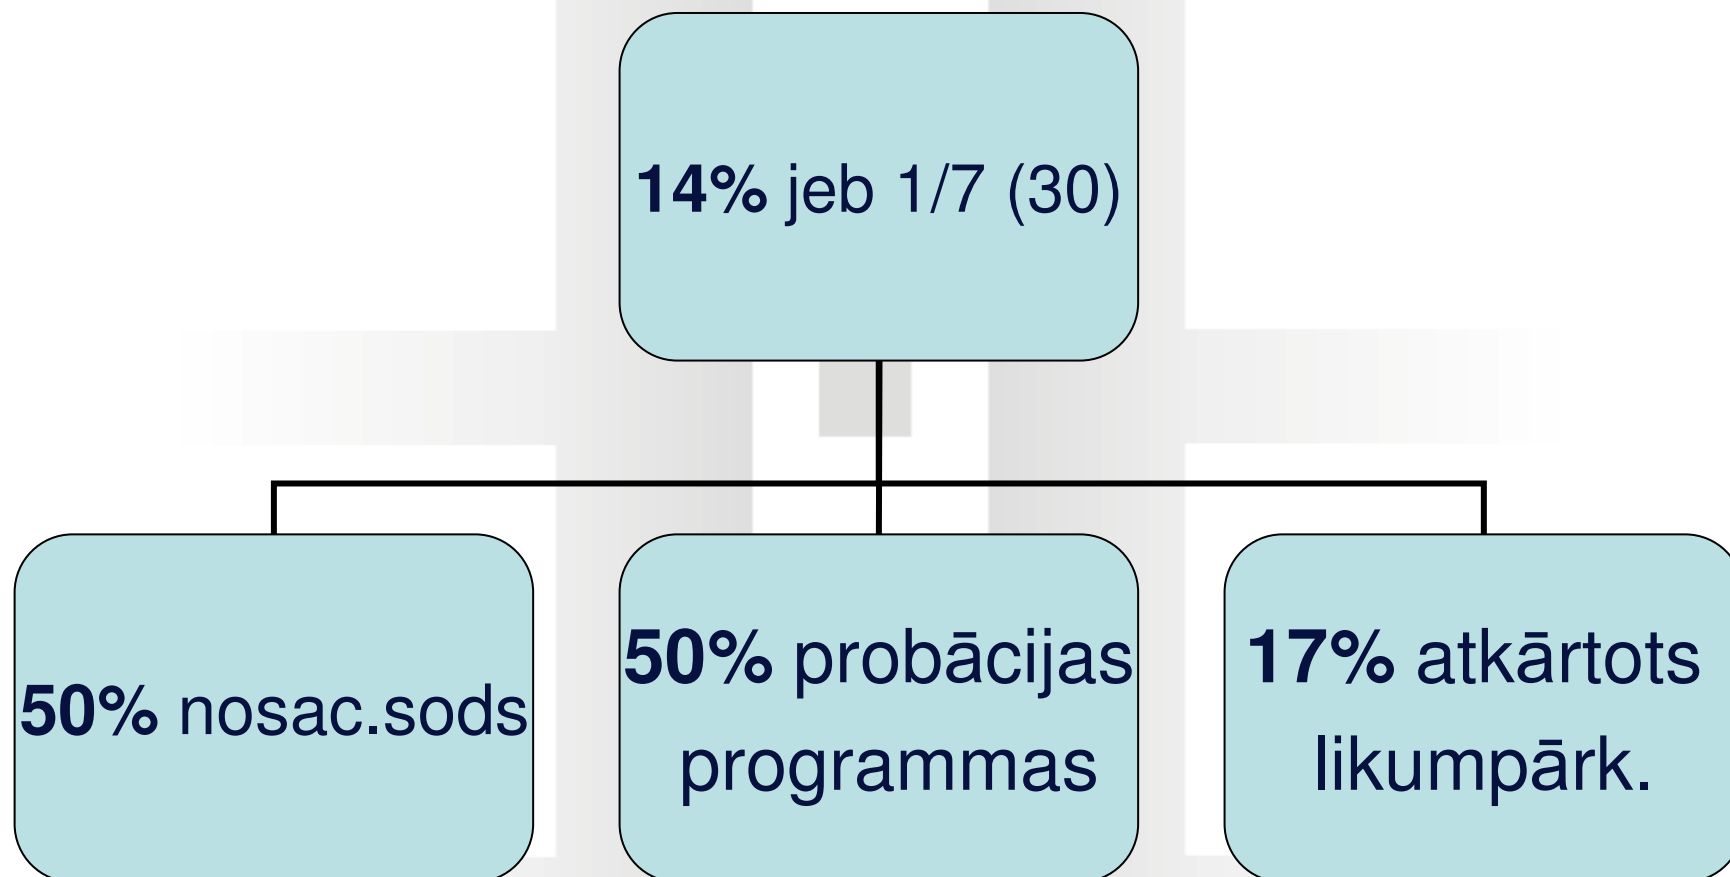 14% jeb 1/7 (30)
50% nosac.sods
50% probācijas
programmas
17% atkārtots
likumpārk.